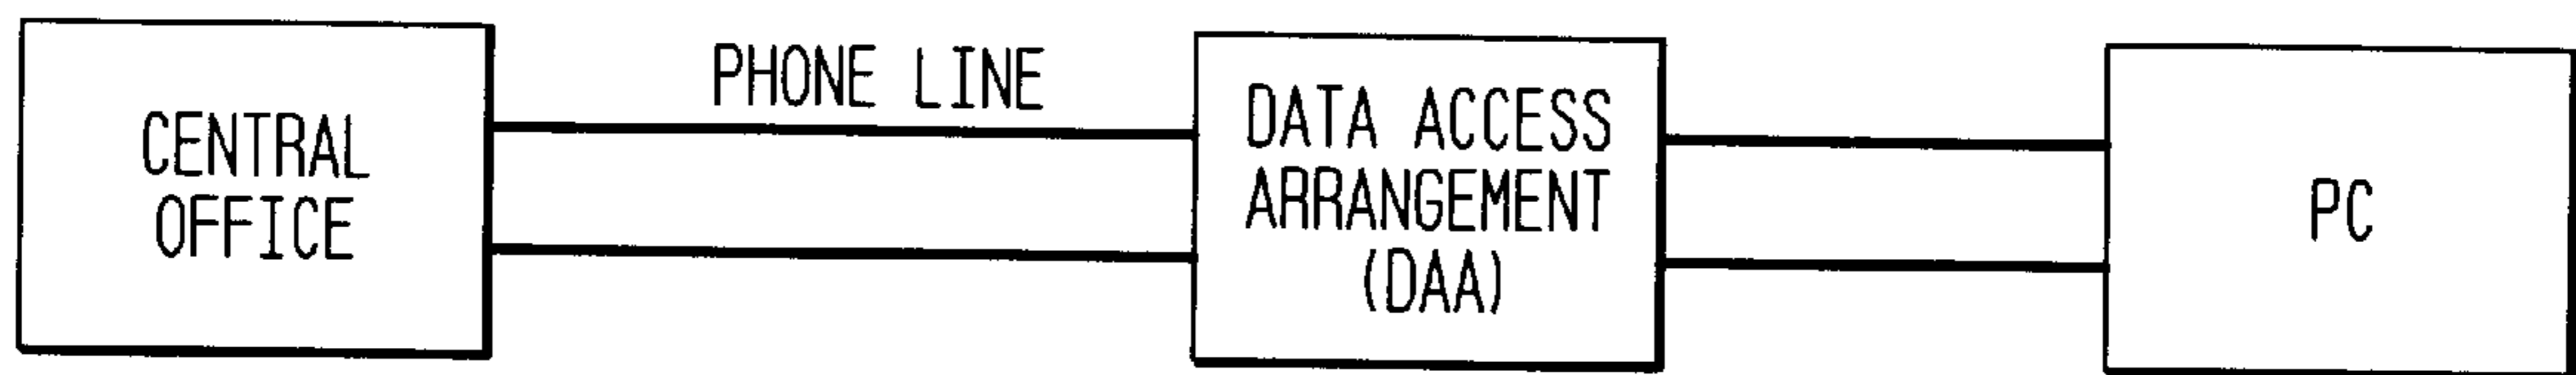 CENTRAL
OFFICE
PHONE LINE
DATA ACCESS
ARRANGEMENT
(DAA)
PC